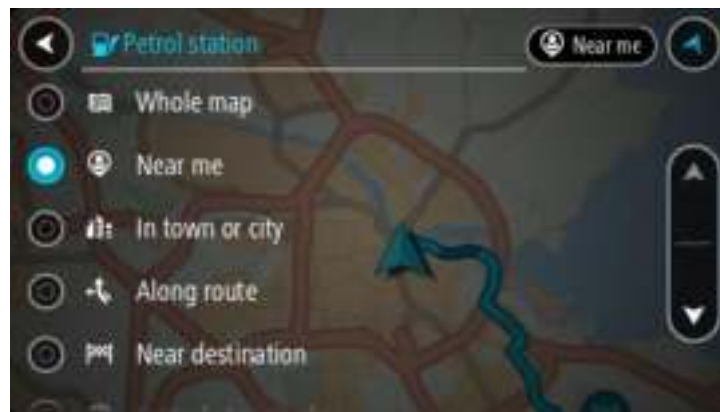 Petrol station
Near me
Whole map
Near me
In town or city
Along route
Near destination